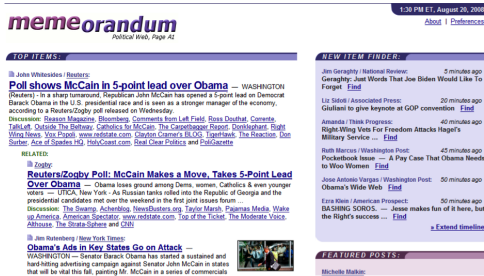 1:30 PM ET, August 20, 2008
memeorandum
Political Web, Page A1
About | Preferences
TOP ITEMS:
John Whitesides / Reuters:
Poll shows McCain in 5-point lead over Obama — WASHINGTON
(Reuters) - In a sharp turnaround, Republican John McCain has opened a 5-point lead on Democrat
Barack Obama in the U.S. presidential race and is seen as a stronger manager of the economy,
according to a Reuters/Zogby poll released on Wednesday.
Discussion: Reason Magazine, Bloomberg, Comments from Left Field, Ross Douthat, Corrente,
TalkLeft, Outside The Beltway, Catholics for McCain, The Carpetbagger Report, Donklephant, Right
Wing News, Vox Popoli, www.redstate.com, Clayton Cramer's BLOG, TigerHawk, The Reaction, Don
Surber, Ace of Spades HQ, HolyCoast.com, Real Clear Politics and PoliGazette
RELATED:
Zogby:
Reuters/Zogby Poll: McCain Makes a Move, Takes 5-Point Lead
Over Obama — Obama loses ground among Dems, women, Catholics & even younger
voters — UTICA, New York - As Russian tanks rolled into the Republic of Georgia and the
presidential candidates met over the weekend in the first joint issues forum ...
Discussion: The Swamp, Achenblog, NewsBusters.org, Taylor Marsh, Pajamas Media, Wake
up America, American Spectator, www.redstate.com, Top of the Ticket, The Moderate Voice,
Althouse, The Strata-Sphere and CNN
Jim Rutenberg / New York Times:
Obama's Ads in Key States Go on Attack —
WASHINGTON — Senator Barack Obama has started a sustained and
hard-hitting advertising campaign against Senator John McCain in states
that will be vital this fall, painting Mr. McCain in a series of commercials
NEW ITEM FINDER:
Jim Geraghty / National Review: 5 minutes ago
Geraghty: Just Words That Joe Biden Would Like To
Forget Find
Liz Sidoti / Associated Press: 20 minutes ago
Giuliani to give keynote at GOP convention Find
Amanda / Think Progress: 40 minutes ago
Right-Wing Vets For Freedom Attacks Hagel's
Military Service ... Find
Ruth Marcus / Washington Post: 45 minutes ago
Pocketbook Issue — A Pay Case That Obama Needs
to Woo Women Find
Jose Antonio Vargas / Washington Post: 50 minutes ago
Obama's Wide Web Find
Ezra Klein / American Prospect: 50 minutes ago
BASHING SOROS. — Jesse makes fun of it here, but
the Right's success ... Find
» Extend timeline
FEATURED POSTS:
Michelle Malkin: